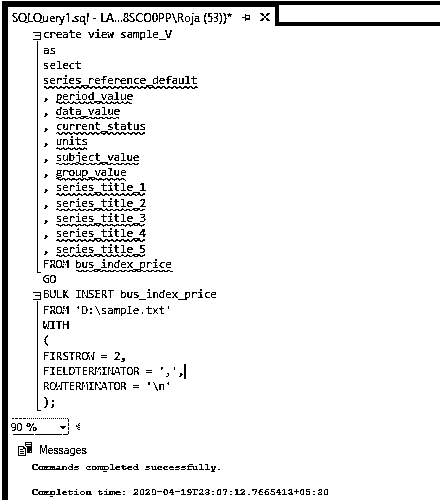 SQLQuery1.sql - LA...8SCO0PP\Roja (53))*
create view sample_V
as
select
series_reference_default
, period_value
, data_value
, current_status
, units
, subject_value
, group_value
, series_title_1
, series_title_2
, series_title_3
, series_title_4
, series_title_5
FROM bus_index_price
GO
BULK INSERT bus_index_price
FROM 'D:\sample.txt'
WITH
(
FIRSTROW = 2,
FIELDTERMINATOR = ',',
ROWTERMINATOR = '\n'
);
90 %
Messages
Commands completed successfully.
Completion time: 2020-04-19T23:07:12.7665413+05:30